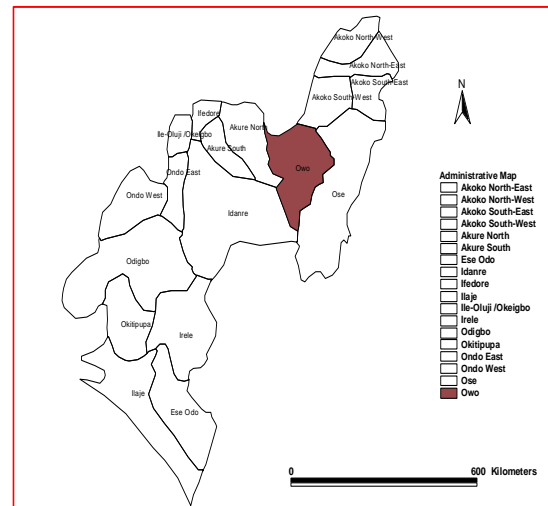 Akoko North-West
Akoko North-East
Akoko South-East
Akoko South-West
Ifedore
Akure North
Ile-Oluji /Okeigbo
Akure South
Ondo East
Owo
Ondo West
Ose
Idanre
Odigbo
Okitipupa
Irele
Ilaje
Ese Odo
N
Administrative Map
Akoko North-East
Akoko North-West
Akoko South-East
Akoko South-West
Akure North
Akure South
Ese Odo
Idanre
Ifedore
Ilaje
Ile-Oluji /Okeigbo
Irele
Odigbo
Okitipupa
Ondo East
Ondo West
Ose
Owo
0 600 Kilometers